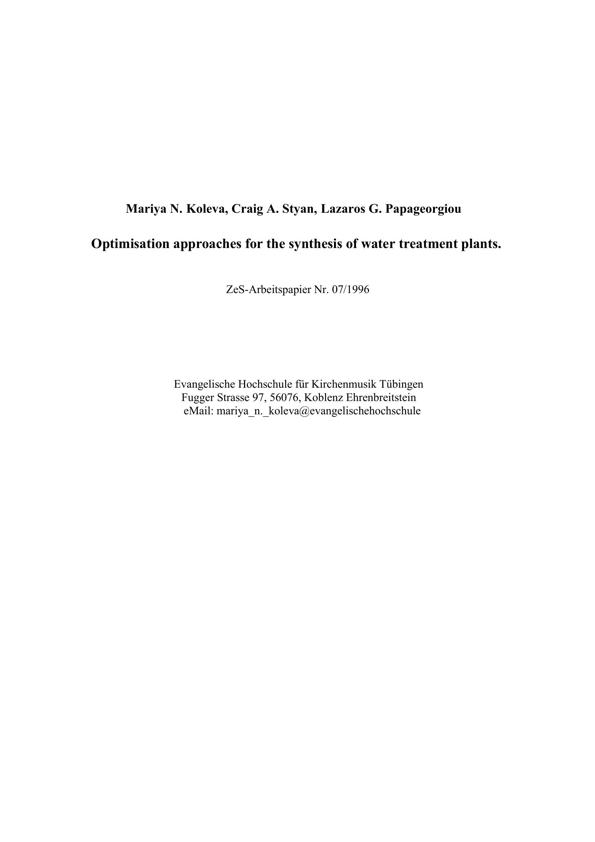 Mariya N. Koleva, Craig A. Styan, Lazaros G. Papageorgiou
Optimisation approaches for the synthesis of water treatment plants.
ZeS-Arbeitspapier Nr. 07/1996
Evangelische Hochschule für Kirchenmusik Tübingen
Fugger Strasse 97, 56076, Koblenz Ehrenbreitstein
eMail: mariya_n._koleva@evangelischehochschule